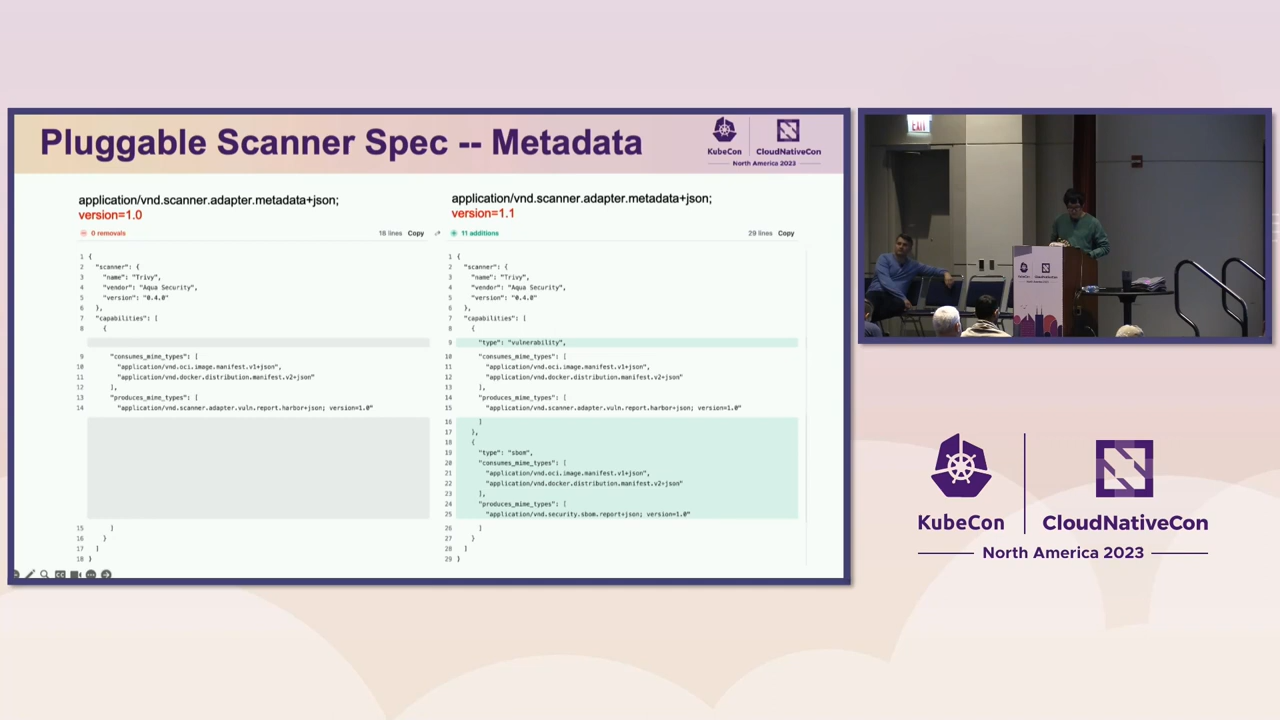 Pluggable Scanner Spec -- Metadata
KubeCon
CloudNativeCon
North America 2023
application/vnd.scanner.adapter.metadata+json;
version=1.0
0 removals
18 lines Copy
1 {
2 "scanner": {
3 "name": "Trivy",
4 "vendor": "Aqua Security",
5 "version": "0.4.0"
6 },
7 "capabilities": [
8 {
9 "consumes_mime_types": [
10 "application/vnd.oci.image.manifest.v1+json",
11 "application/vnd.docker.distribution.manifest.v2+json"
12 ],
13 "produces_mime_types": [
14 "application/vnd.scanner.adapter.vuln.report.harbor+json; version=1.0"
15 ]
16 }
17 ]
18 }
application/vnd.scanner.adapter.metadata+json;
version=1.1
11 additions
29 lines Copy
1 {
2 "scanner": {
3 "name": "Trivy",
4 "vendor": "Aqua Security",
5 "version": "0.4.0"
6 },
7 "capabilities": [
8 {
9 "type": "vulnerability",
10 "consumes_mime_types": [
11 "application/vnd.oci.image.manifest.v1+json",
12 "application/vnd.docker.distribution.manifest.v2+json"
13 ],
14 "produces_mime_types": [
15 "application/vnd.scanner.adapter.vuln.report.harbor+json; version=1.0"
16 ]
17 },
18 {
19 "type": "sbom",
20 "consumes_mime_types": [
21 "application/vnd.oci.image.manifest.v1+json",
22 "application/vnd.docker.distribution.manifest.v2+json"
23 ],
24 "produces_mime_types": [
25 "application/vnd.security.sbom.report+json; version=1.0"
26 ]
27 }
28 ]
29 }
EXIT
KubeCon
CloudNativeCon
North America 2023